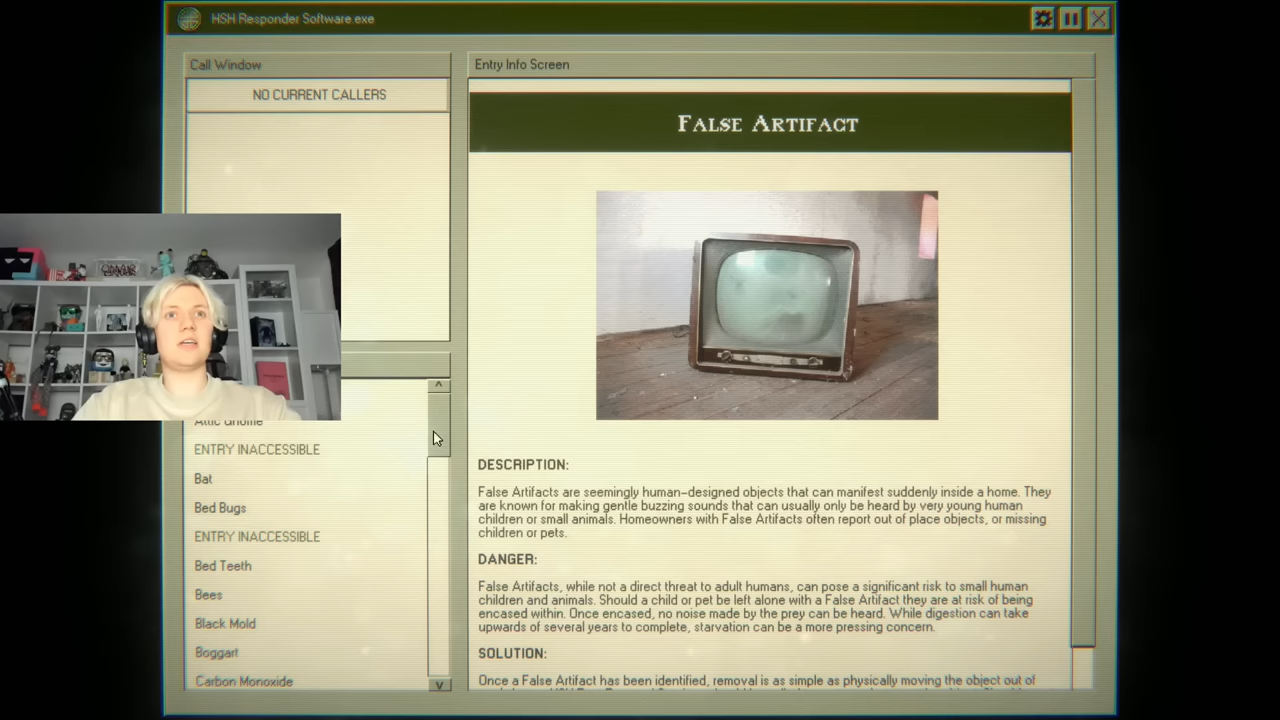 HSH Responder Software.exe
Call Window
NO CURRENT CALLERS
Attic Gnome
ENTRY INACCESSIBLE
Bat
Bed Bugs
ENTRY INACCESSIBLE
Bed Teeth
Bees
Black Mold
Boggart
Carbon Monoxide
Entry Info Screen
False Artifact
DESCRIPTION:
False Artifacts are seemingly human-designed objects that can manifest suddenly inside a home. They
are known for making gentle buzzing sounds that can usually only be heard by very young human
children or small animals. Homeowners with False Artifacts often report out of place objects, or missing
children or pets.
DANGER:
False Artifacts, while not a direct threat to adult humans, can pose a significant risk to small human
children and animals. Should a child or pet be left alone with a False Artifact they are at risk of being
encased within. Once encased, no noise made by the prey can be heard. While digestion can take
upwards of several years to complete, starvation can be a more pressing concern.
SOLUTION:
Once a False Artifact has been identified, removal is as simple as physically moving the object out of